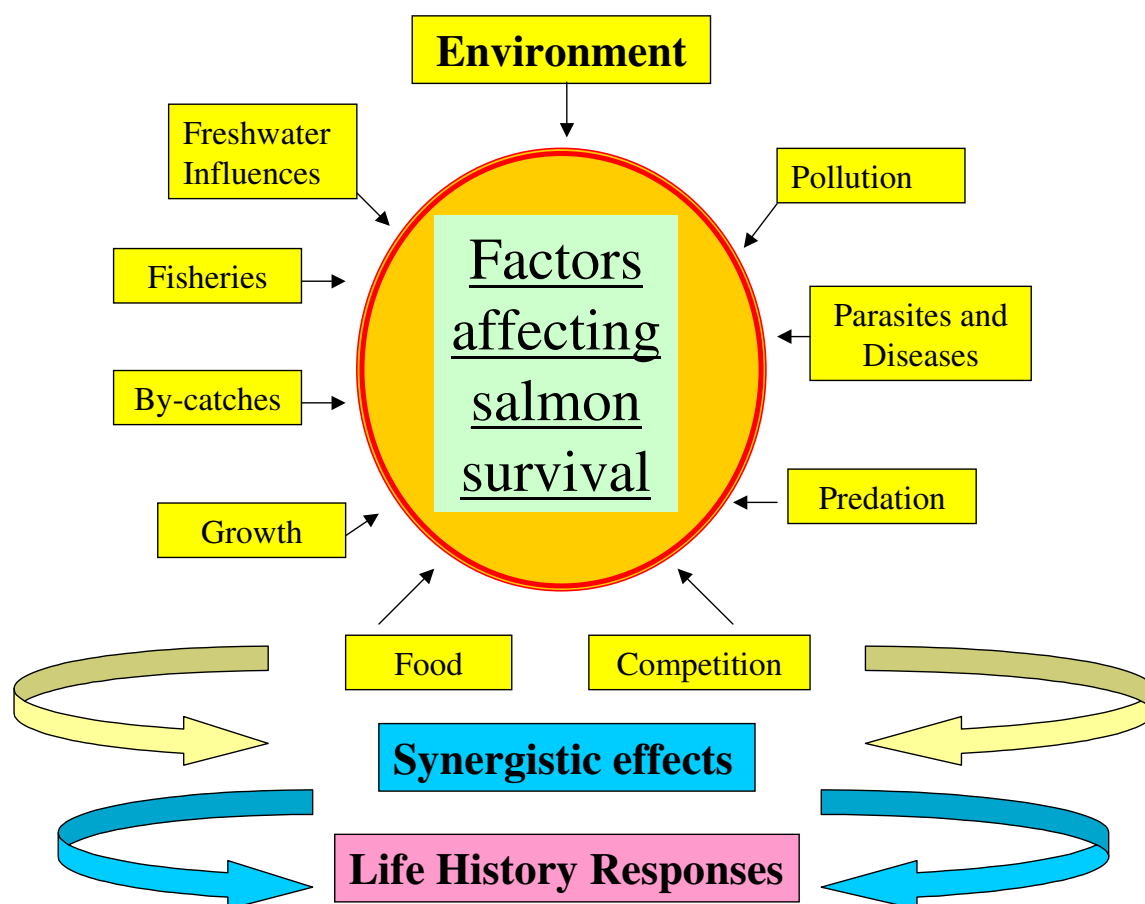 Environment
Freshwater
Influences
Pollution
Factors
affecting
salmon
survival
Fisheries
Parasites and
Diseases
By-catches
Predation
Growth
Food
Competition
Synergistic effects
Life History Responses